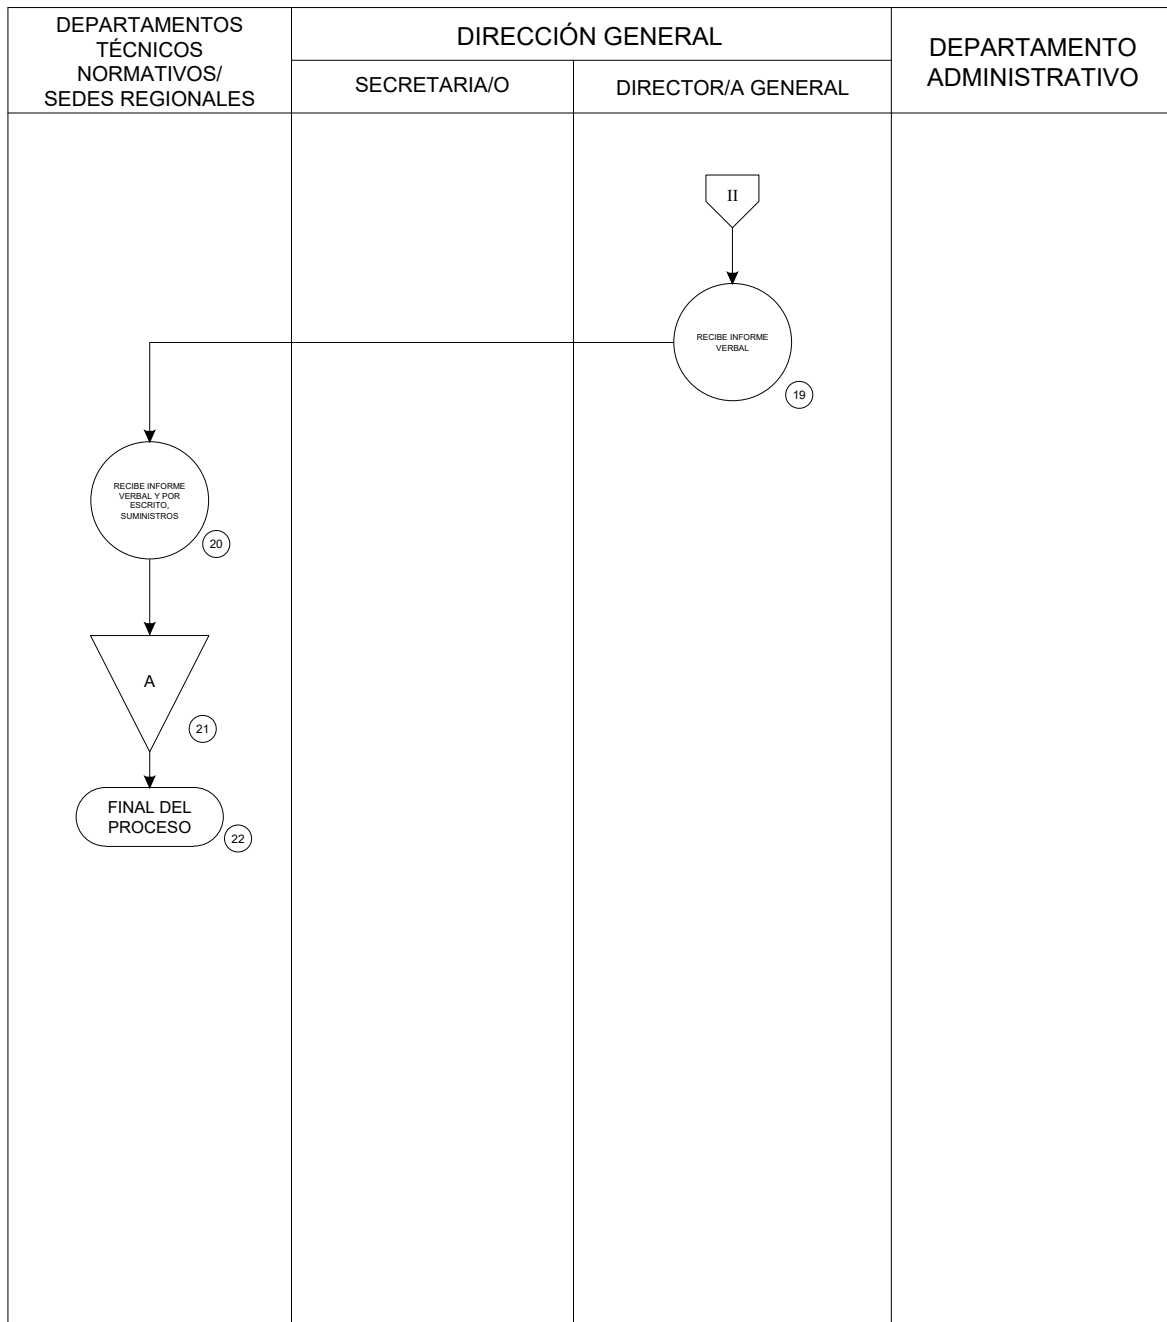 DEPARTAMENTOS
TÉCNICOS
NORMATIVOS/
SEDES REGIONALES
DIRECCIÓN GENERAL
SECRETARIA/O
DIRECTOR/A GENERAL
DEPARTAMENTO
ADMINISTRATIVO
II
RECIBE INFORME
VERBAL
19
RECIBE INFORME
VERBAL Y POR
ESCRITO,
SUMINISTROS
20
A
21
FINAL DEL
PROCESO
22